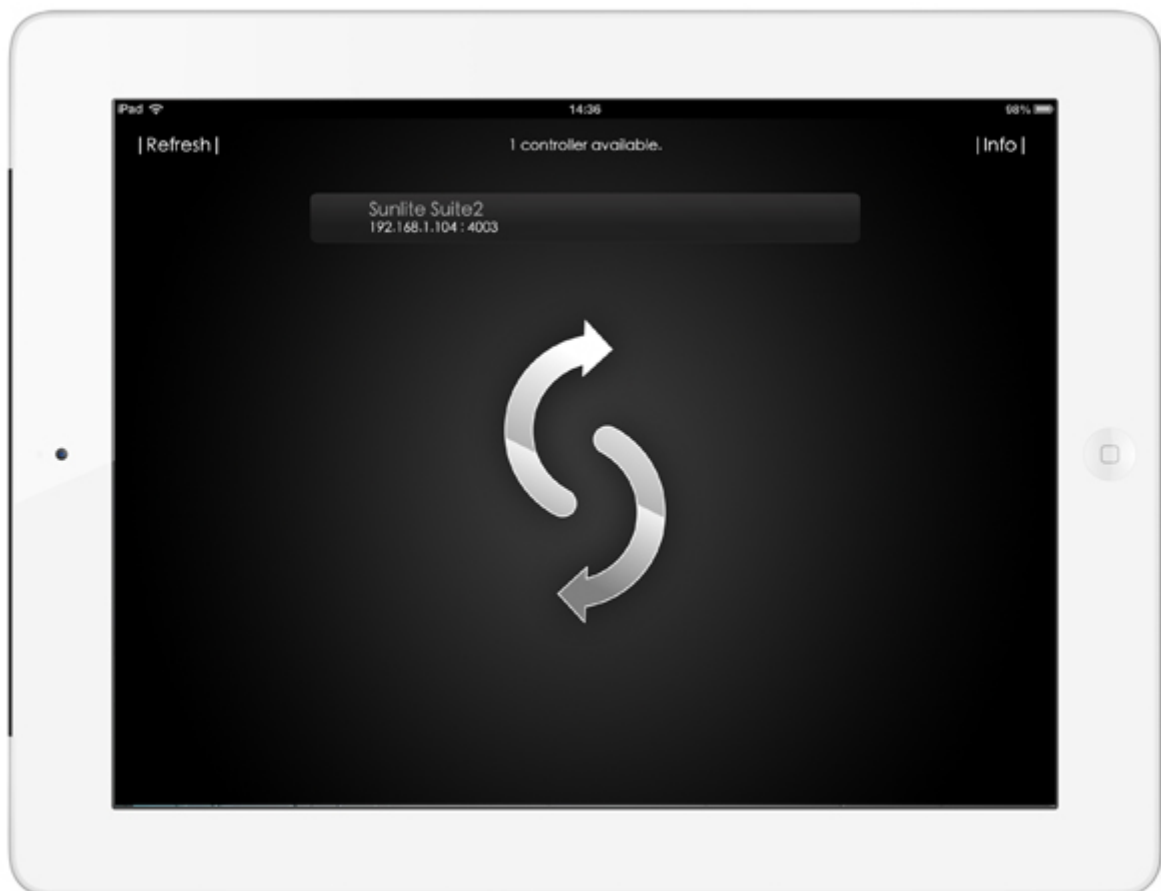 iPad 14:36 98%
|Refresh| 1 controller available. |Info|
Sunlite Suite2
192.168.1.104 : 4003